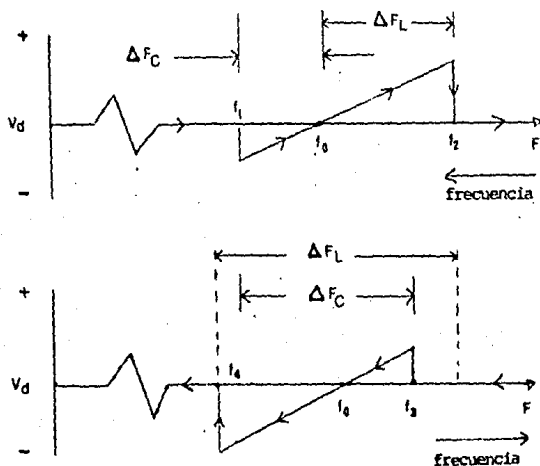 +
ΔF_C
ΔF_L
V_d
f_1
f_0
f_2
F
−
frecuencia
ΔF_L
+
ΔF_C
V_d
f_4
f_0
f_3
F
−
frecuencia